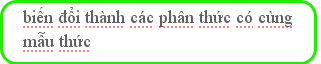 biến đổi thành các phân thức có cùng
mẫu thức